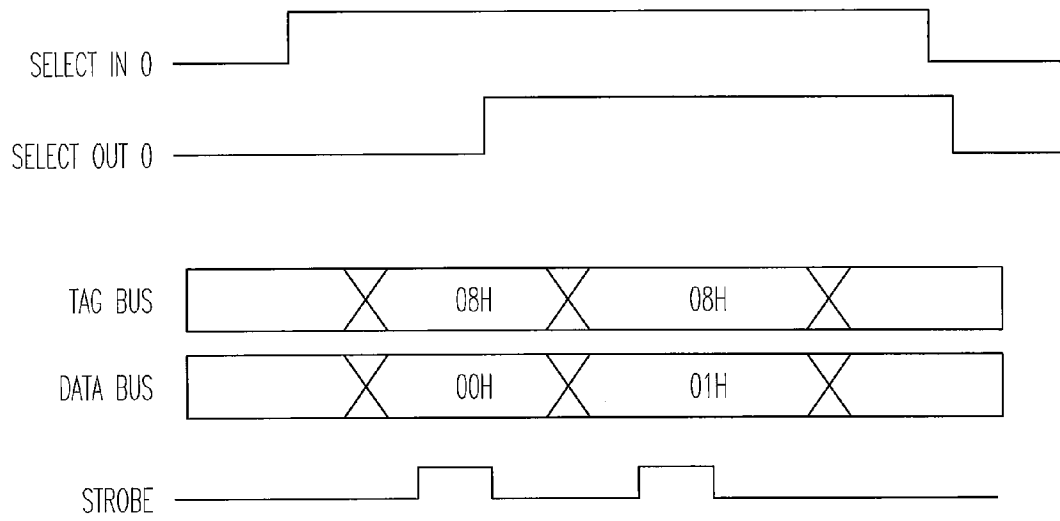 SELECT IN 0
SELECT OUT 0
TAG BUS 08H 08H
DATA BUS 00H 01H
STROBE